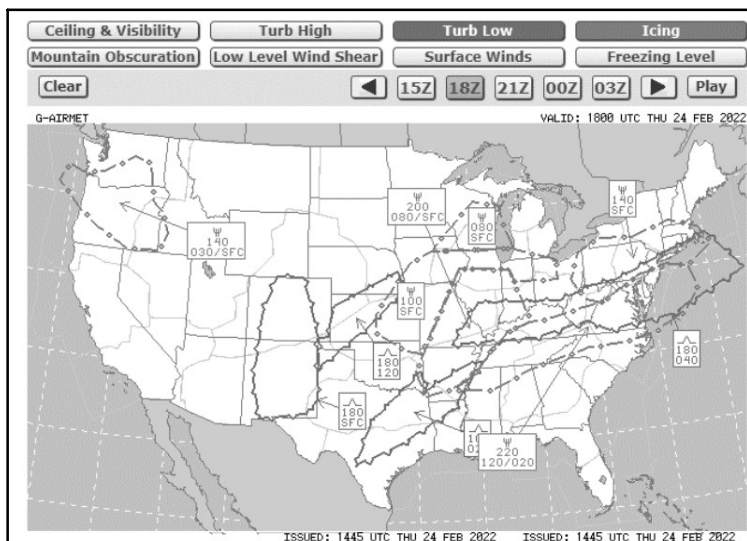 Ceiling & Visibility Turb High Turb Low Icing
Mountain Obscuration Low Level Wind Shear Surface Winds Freezing Level
Clear 15Z 18Z 21Z 00Z 03Z Play
G-AIRMET VALID: 1800 UTC THU 24 FEB 2022
200
080/SFC
080
SFC
140
SFC
140
030/SFC
100
SFC
180
120
180
040
180
SFC
220
120/020
ISSUED: 1445 UTC THU 24 FEB 2022 ISSUED: 1445 UTC THU 24 FEB 2022